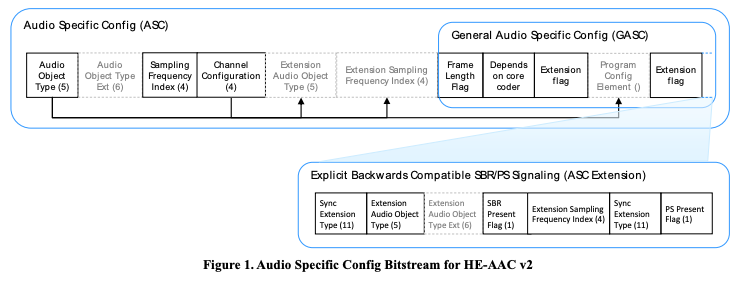 Audio Specific Config (ASC)
General Audio Specific Config (GASC)
Audio
Object
Type (5)
Audio
Object Type
Ext (6)
Sampling
Frequency
Index (4)
Channel
Configuration
(4)
Extension
Audio Object
Type (5)
Extension Sampling
Frequency Index (4)
Frame
Length
Flag
Depends
on core
coder
Extension
flag
Program
Config
Element ()
Extension
flag
Explicit Backwards Compatible SBR/PS Signaling (ASC Extension)
Sync
Extension
Type (11)
Extension
Audio Object
Type (5)
Extension
Audio Object
Type Ext (6)
SBR
Present
Flag (1)
Extension Sampling
Frequency Index (4)
Sync
Extension
Type (11)
PS Present
Flag (1)
Figure 1. Audio Specific Config Bitstream for HE-AAC v2